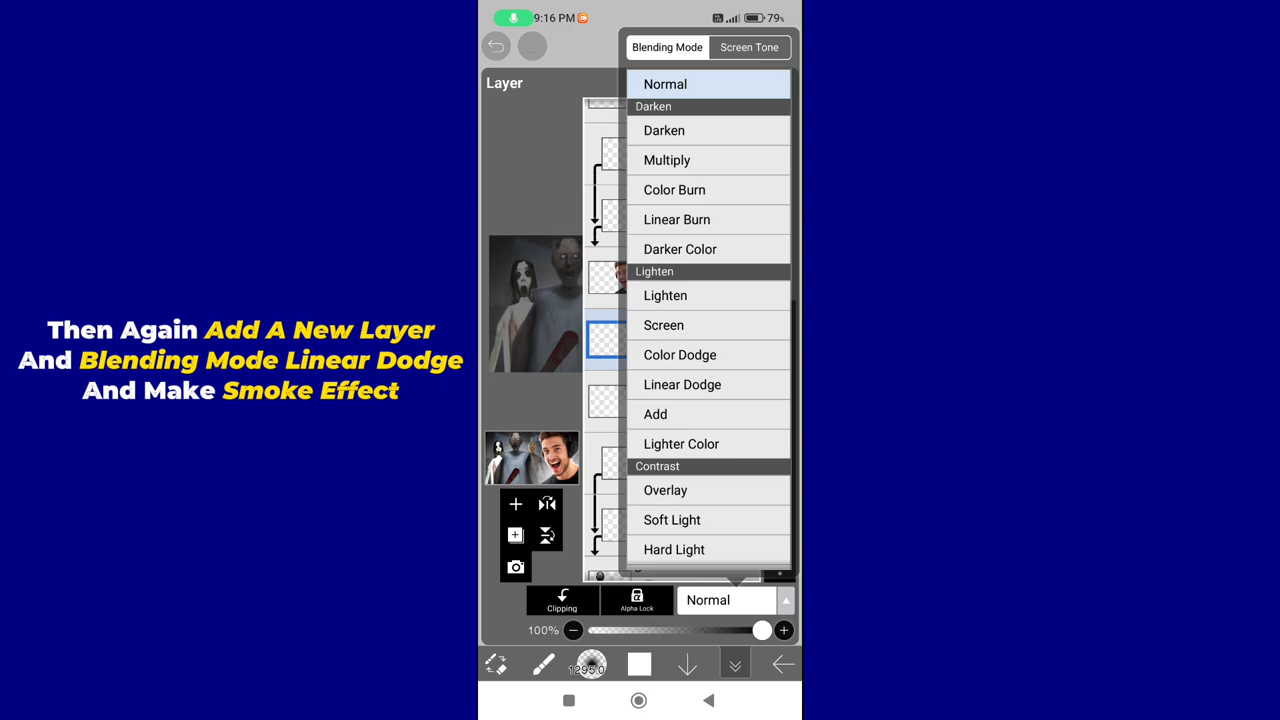 9:16 PM
79%
Blending Mode
Screen Tone
Layer
Normal
Darken
Darken
Multiply
Color Burn
Linear Burn
Darker Color
Lighten
Lighten
Screen
Color Dodge
Linear Dodge
Add
Lighter Color
Contrast
Overlay
Soft Light
Hard Light
Then Again Add A New Layer
And Blending Mode Linear Dodge
And Make Smoke Effect
Clipping
α
Alpha Lock
Normal
100%
1295.0